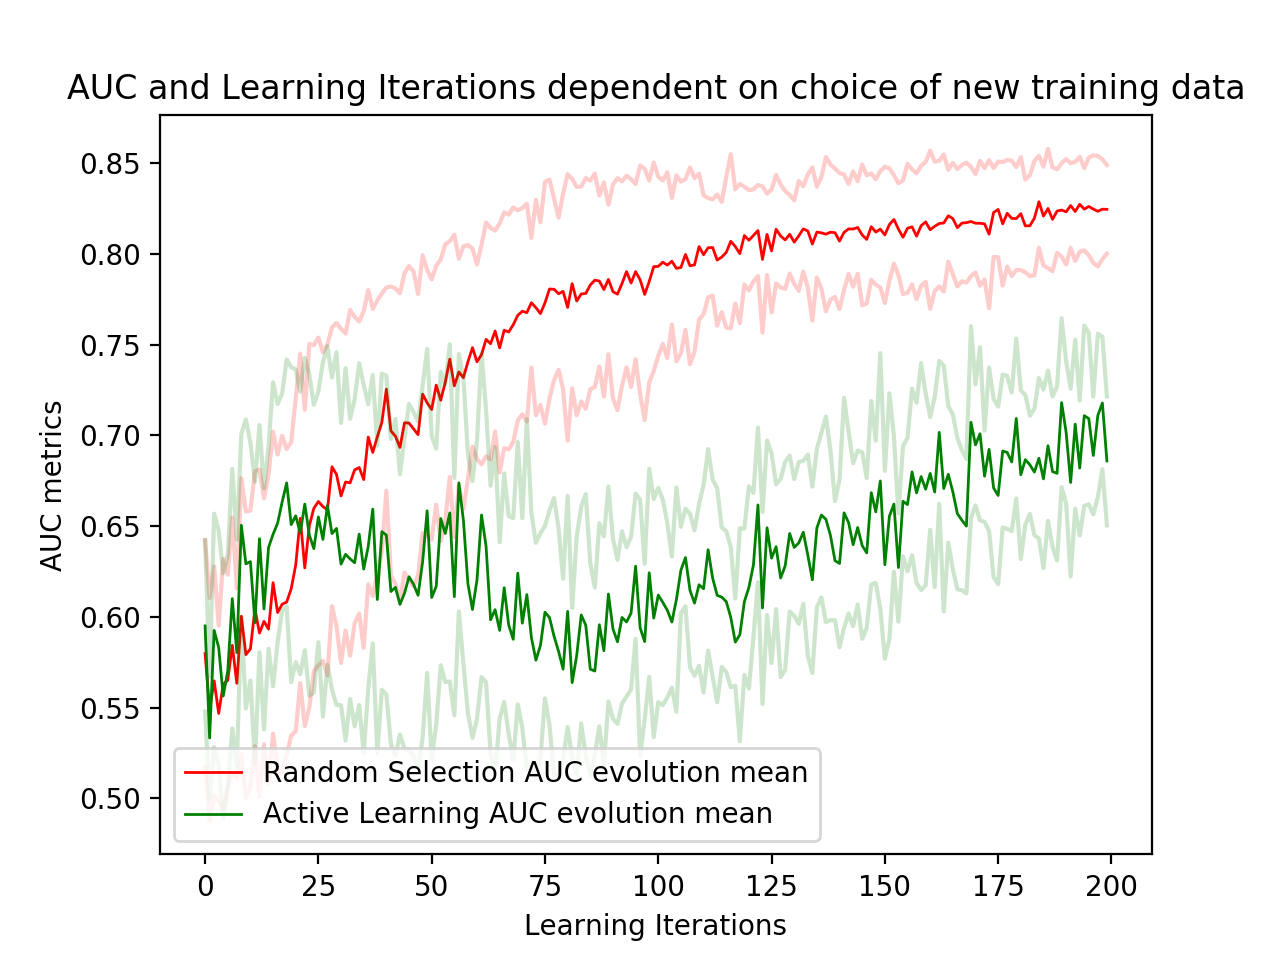 AUC and Learning Iterations dependent on choice of new training data
AUC metrics
0.85
0.80
0.75
0.70
0.65
0.60
0.55
0.50
Random Selection AUC evolution mean
Active Learning AUC evolution mean
0 25 50 75 100 125 150 175 200
Learning Iterations